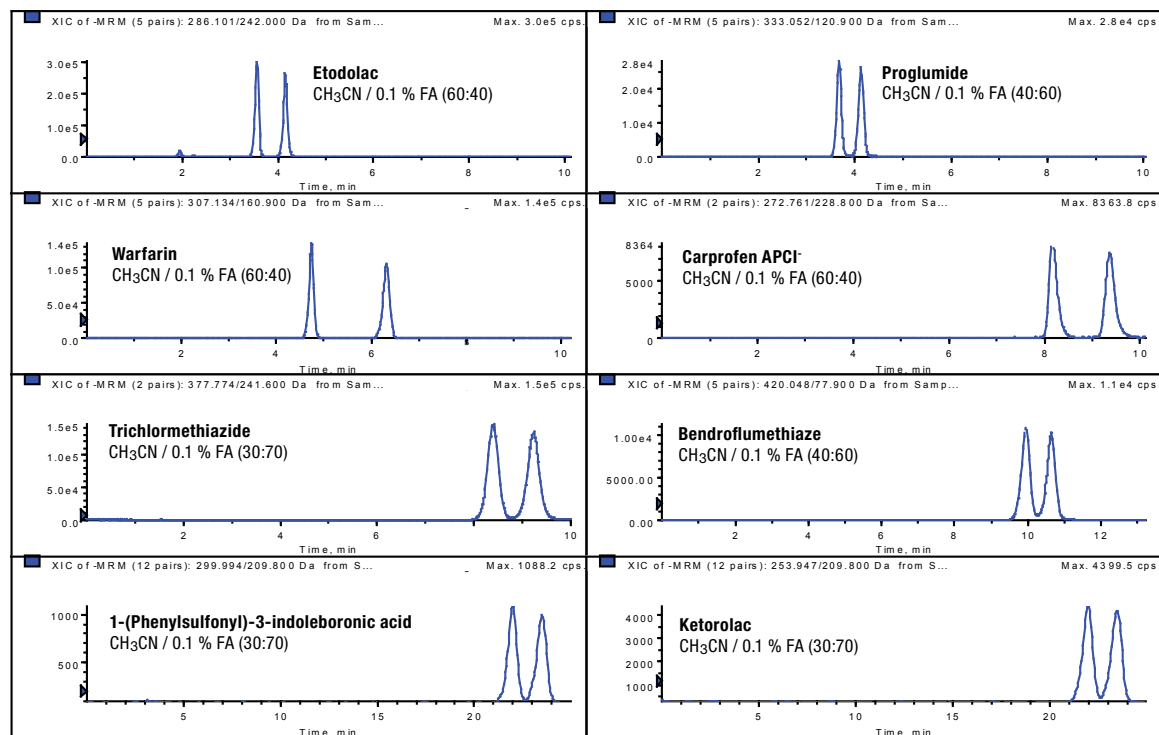 XIC of -MRM (5 pairs): 286.101/242.000 Da from Sam... Max. 3.0e5 cps.
3.0e5
2.0e5
1.0e5
0.0
Etodolac
CH3CN / 0.1 % FA (60:40)
2 4 6 8 10
Time, min
XIC of -MRM (5 pairs): 333.052/120.900 Da from Sam... Max. 2.8e4 cps.
2.8e4
2.0e4
1.0e4
0.0
Proglumide
CH3CN / 0.1 % FA (40:60)
2 4 6 8 10
Time, min
XIC of -MRM (5 pairs): 307.134/160.900 Da from Sam... Max. 1.4e5 cps.
1.4e5
1.0e5
5.0e4
0.0
Warfarin
CH3CN / 0.1 % FA (60:40)
2 4 6 8 10
Time, min
XIC of -MRM (2 pairs): 272.761/228.800 Da from Sa... Max. 8363.8 cps.
8364
5000
0
Carprofen APCI-
CH3CN / 0.1 % FA (60:40)
2 4 6 8 10
Time, min
XIC of -MRM (2 pairs): 377.774/241.600 Da from Sam... Max. 1.5e5 cps.
1.5e5
1.0e5
5.0e4
0.0
Trichlormethiazide
CH3CN / 0.1 % FA (30:70)
2 4 6 8 10
Time, min
XIC of -MRM (5 pairs): 420.048/77.900 Da from Samp... Max. 1.1e4 cps.
1.00e4
5000.00
0.00
Bendroflumethiaze
CH3CN / 0.1 % FA (40:60)
2 4 6 8 10 12
Time, min
XIC of -MRM (12 pairs): 299.994/209.800 Da from S... Max. 1088.2 cps.
1000
500
1-(Phenylsulfonyl)-3-indoleboronic acid
CH3CN / 0.1 % FA (30:70)
5 10 15 20
Time, min
XIC of -MRM (12 pairs): 253.947/209.800 Da from S... Max. 4399.5 cps.
4000
3000
2000
1000
Ketorolac
CH3CN / 0.1 % FA (30:70)
5 10 15 20
Time, min